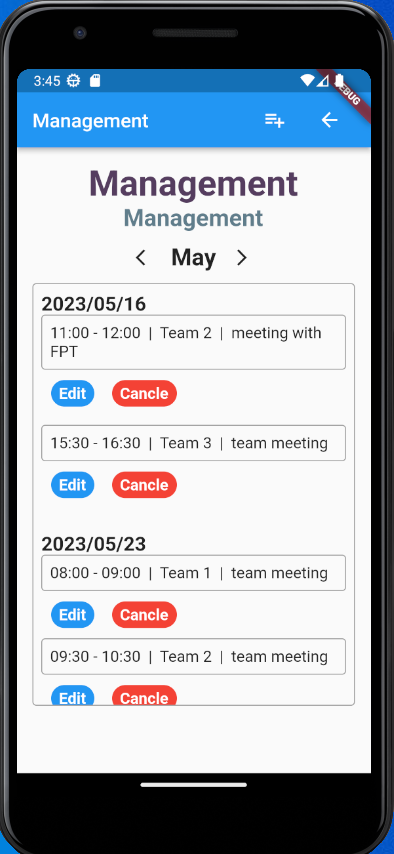 3:45
DEBUG
Management
Management
Management
May
2023/05/16
11:00 - 12:00 | Team 2 | meeting with
FPT
Edit Cancle
15:30 - 16:30 | Team 3 | team meeting
Edit Cancle
2023/05/23
08:00 - 09:00 | Team 1 | team meeting
Edit Cancle
09:30 - 10:30 | Team 2 | team meeting
Edit Cancle